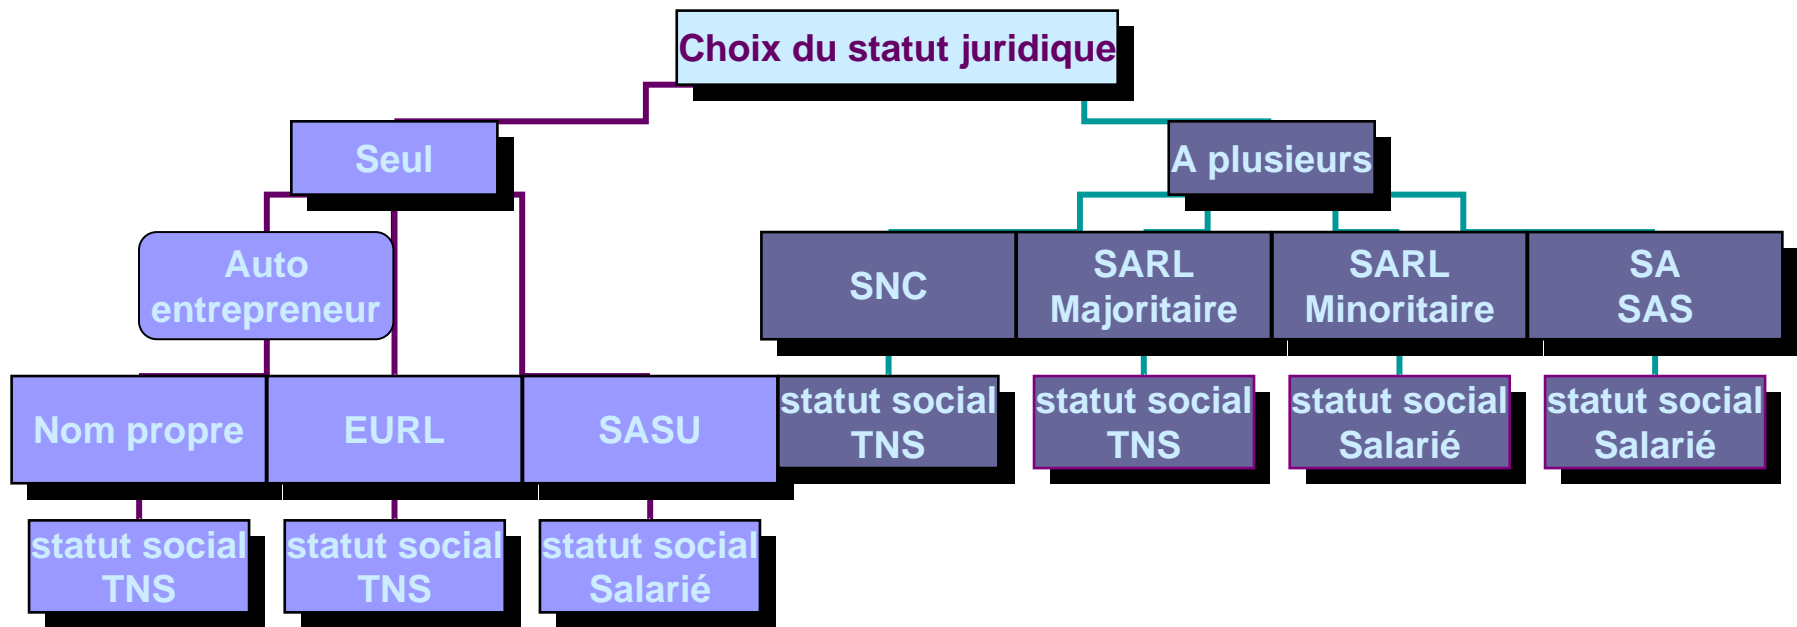 Choix du statut juridique
Seul
A plusieurs
Auto
entrepreneur
SNC
SARL
Majoritaire
SARL
Minoritaire
SA
SAS
Nom propre
EURL
SASU
statut social
TNS
statut social
TNS
statut social
Salarié
statut social
Salarié
statut social
TNS
statut social
TNS
statut social
Salarié